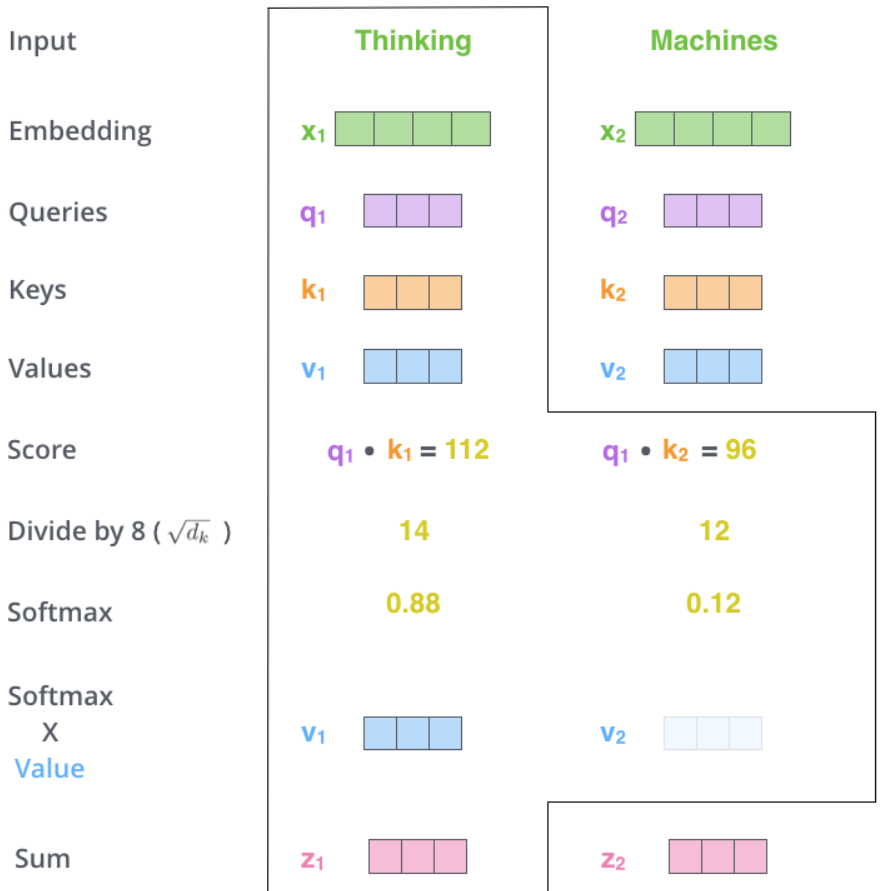 Input Thinking Machines
Embedding x₁ x₂
Queries q₁ q₂
Keys k₁ k₂
Values v₁ v₂
Score q₁ • k₁ = 112 q₁ • k₂ = 96
Divide by 8 ( √dₖ ) 14 12
Softmax 0.88 0.12
Softmax
X v₁ v₂
Value
Sum z₁ z₂